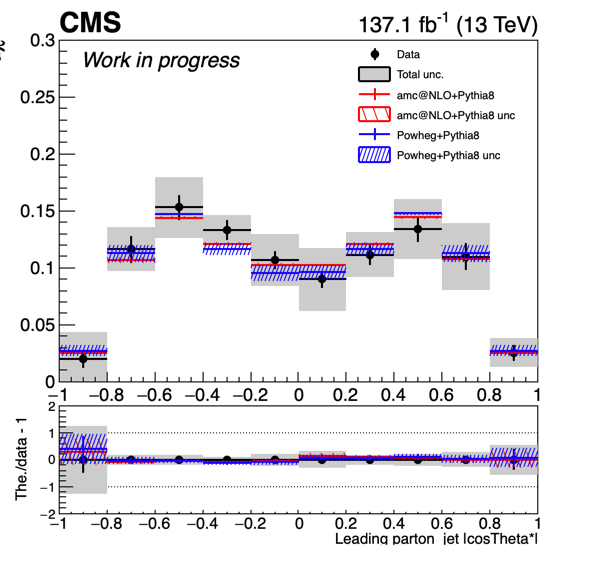 CMS 137.1 fb⁻¹ (13 TeV)
Work in progress
Data
Total unc.
amc@NLO+Pythia8
amc@NLO+Pythia8 unc
Powheg+Pythia8
Powheg+Pythia8 unc
0.3
0.25
0.2
0.15
0.1
0.05
0
−1 −0.8 −0.6 −0.4 −0.2 0 0.2 0.4 0.6 0.8 1
The./data - 1
2
1
0
−1
−2
−1 −0.8 −0.6 −0.4 −0.2 0 0.2 0.4 0.6 0.8 1
Leading parton jet |cosTheta*|